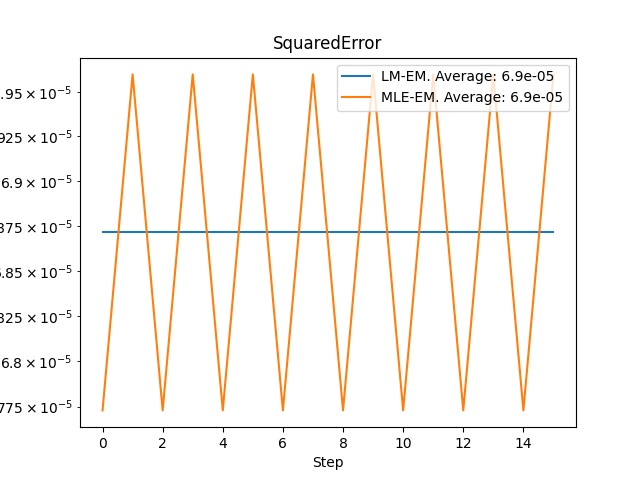 SquaredError
LM-EM. Average: 6.9e-05
MLE-EM. Average: 6.9e-05
.95 × 10⁻⁵
925 × 10⁻⁵
6.9 × 10⁻⁵
875 × 10⁻⁵
6.85 × 10⁻⁵
825 × 10⁻⁵
6.8 × 10⁻⁵
775 × 10⁻⁵
0 2 4 6 8 10 12 14
Step